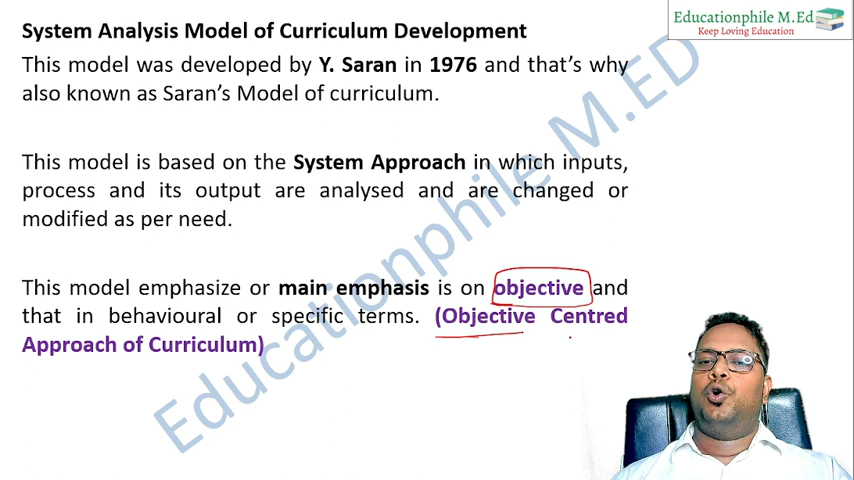 System Analysis Model of Curriculum Development
This model was developed by Y. Saran in 1976 and that's why
also known as Saran's Model of curriculum.
This model is based on the System Approach in which inputs,
process and its output are analysed and are changed or
modified as per need.
This model emphasize or main emphasis is on objective and
that in behavioural or specific terms. (Objective Centred
Approach of Curriculum)
Educationphile M.Ed
Keep Loving Education
Educationphile M.ED